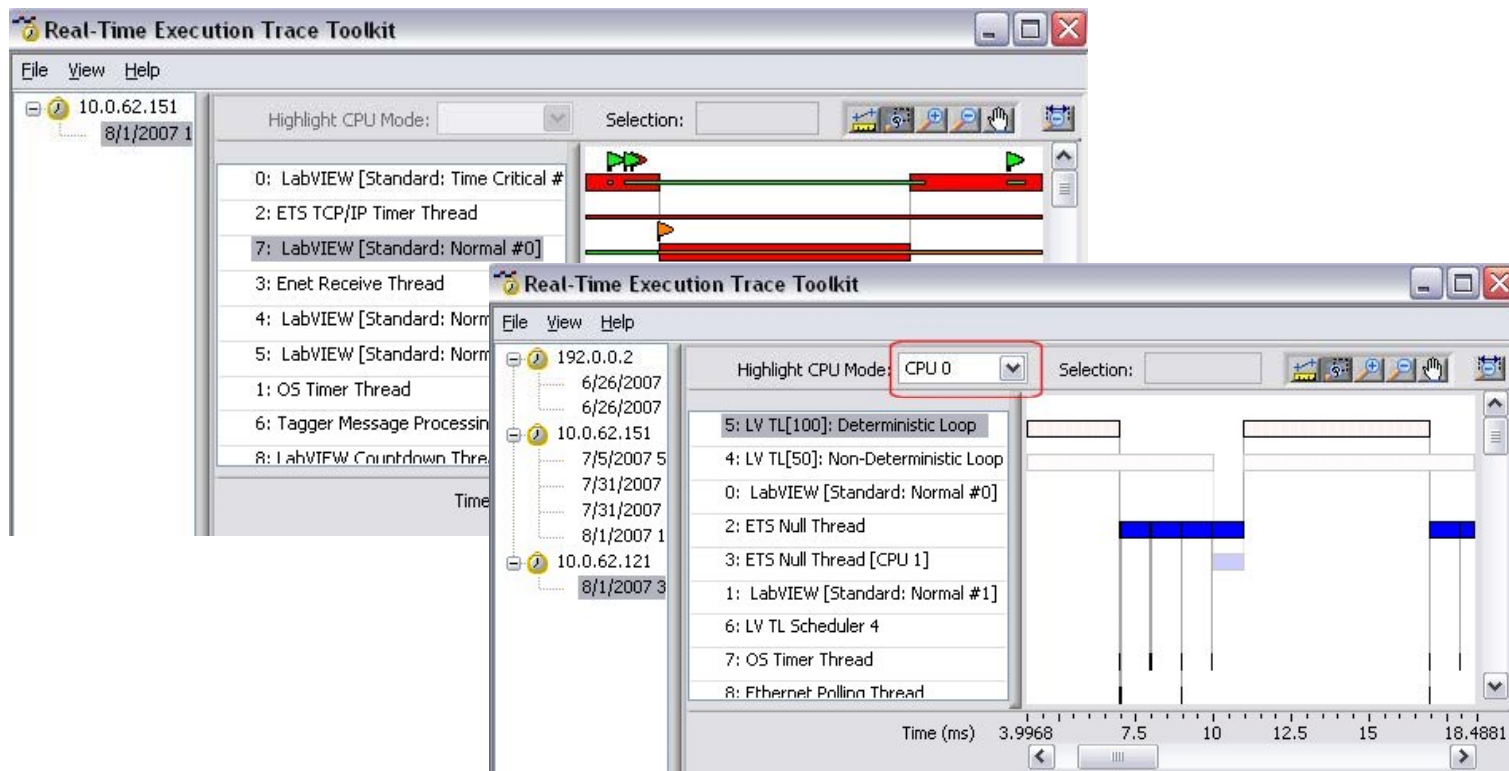 Real-Time Execution Trace Toolkit
File View Help
10.0.62.151
8/1/2007 1
Highlight CPU Mode:
Selection:
0: LabVIEW [Standard: Time Critical #
2: ETS TCP/IP Timer Thread
7: LabVIEW [Standard: Normal #0]
3: Enet Receive Thread
4: LabVIEW [Standard: Norm
5: LabVIEW [Standard: Norm
1: OS Timer Thread
6: Tagger Message Processin
8: LabVIEW Countdown Thre
Time
Real-Time Execution Trace Toolkit
File View Help
192.0.0.2
6/26/2007
6/26/2007
10.0.62.151
7/5/2007 5
7/31/2007
7/31/2007
8/1/2007 1
10.0.62.121
8/1/2007 3
Highlight CPU Mode: CPU 0
Selection:
5: LV TL[100]: Deterministic Loop
4: LV TL[50]: Non-Deterministic Loop
0: LabVIEW [Standard: Normal #0]
2: ETS Null Thread
3: ETS Null Thread [CPU 1]
1: LabVIEW [Standard: Normal #1]
6: LV TL Scheduler 4
7: OS Timer Thread
8: Ethernet Polling Thread
Time (ms) 3.9968 7.5 10 12.5 15 18.4881